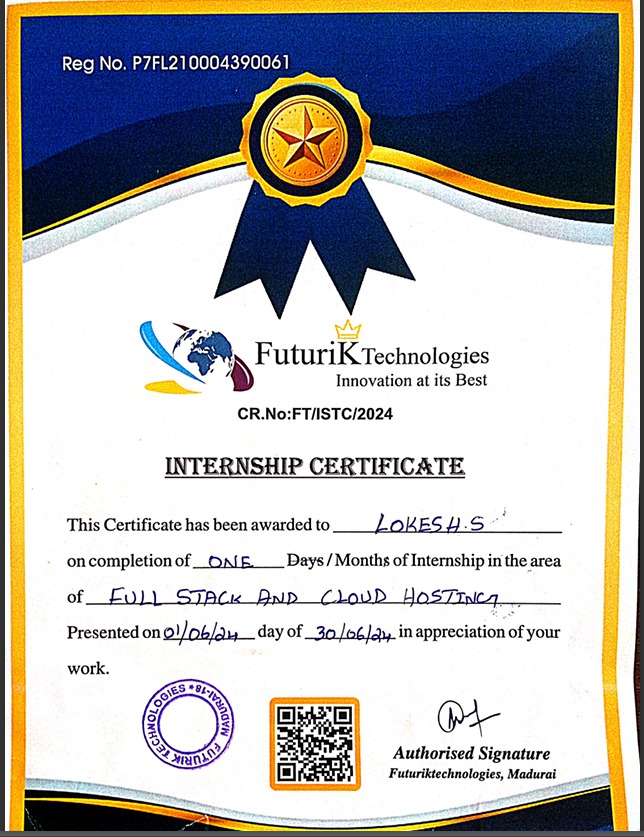 Reg No. P7FL210004390061
FuturiK Technologies
Innovation at its Best
CR.No:FT/ISTC/2024
INTERNSHIP CERTIFICATE
This Certificate has been awarded to LOKESH.S
on completion of ONE Days / Months of Internship in the area
of FULL STACK AND CLOUD HOSTING
Presented on 01/06/24 day of 30/06/24 in appreciation of your
work.
FUTURIK TECHNOLOGIES * MADURAI-18
Authorised Signature
Futuriktechnologies, Madurai